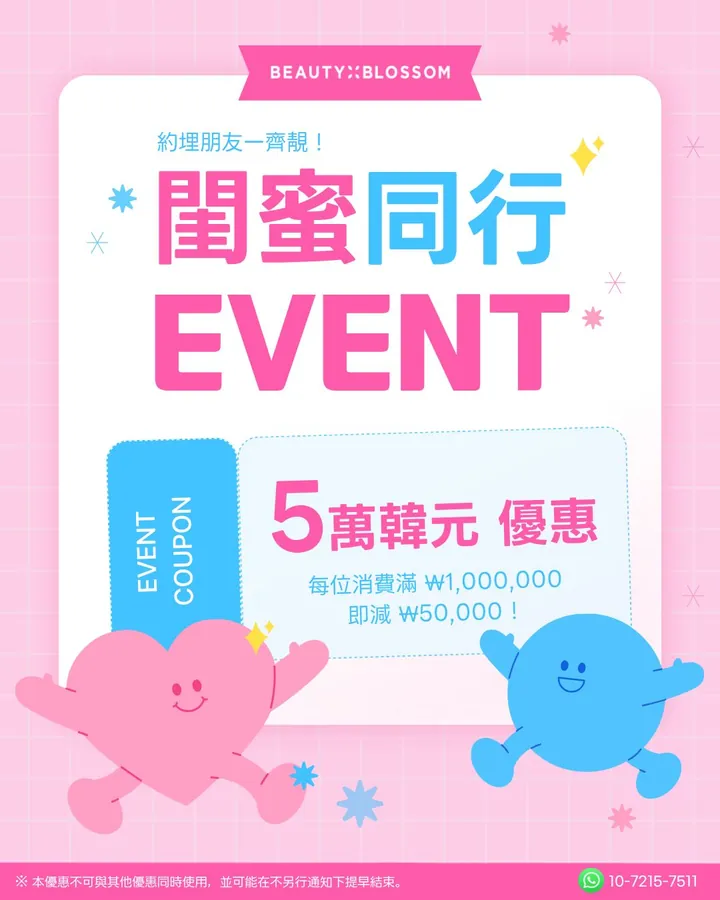 BEAUTY BLOSSOM
約埋朋友一齊靚！
閨蜜同行
EVENT
EVENT
COUPON
5萬韓元 優惠
每位消費滿 ₩1,000,000
即減 ₩50,000！
※ 本優惠不可與其他優惠同時使用，並可能在不另行通知下提早結束。
10-7215-7511